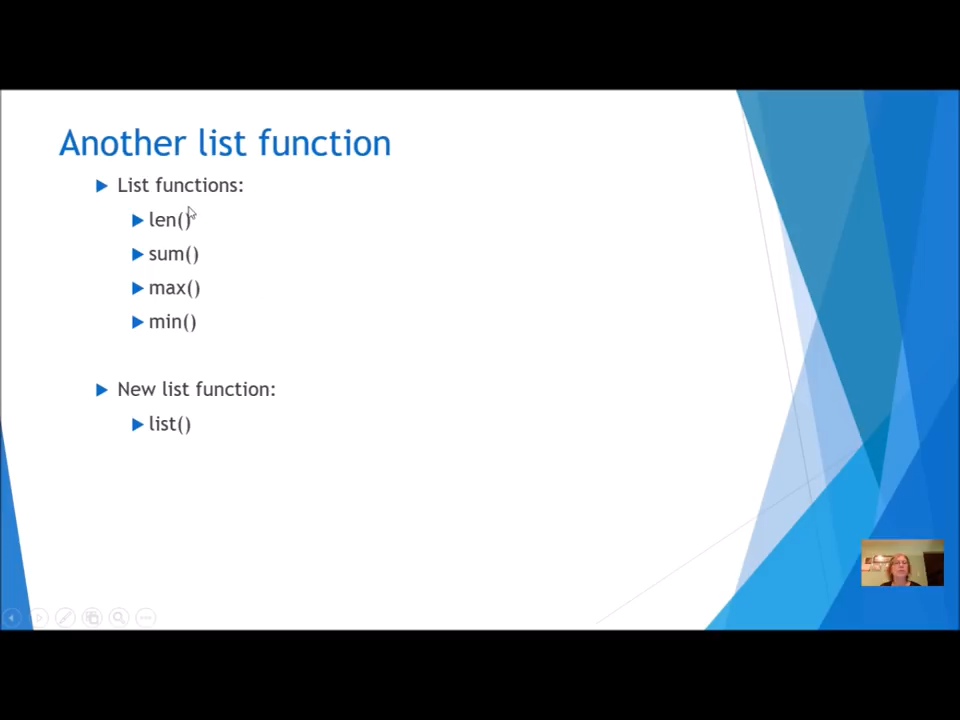 Another list function
List functions:
len()
sum()
max()
min()
New list function:
list()